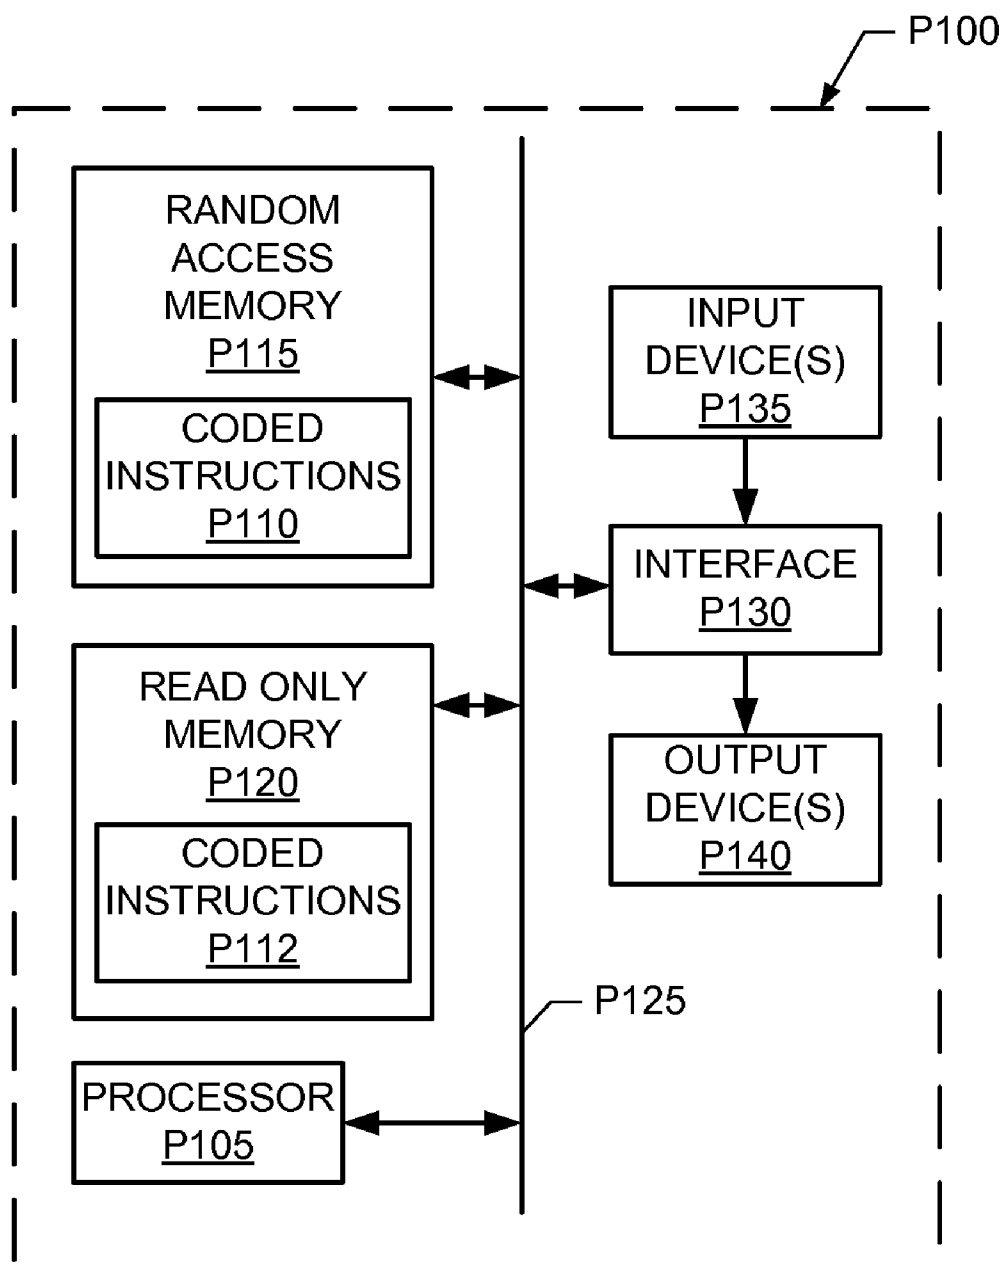 P100
RANDOM
ACCESS
MEMORY
P115
CODED
INSTRUCTIONS
P110
READ ONLY
MEMORY
P120
CODED
INSTRUCTIONS
P112
PROCESSOR
P105
P125
INPUT
DEVICE(S)
P135
INTERFACE
P130
OUTPUT
DEVICE(S)
P140